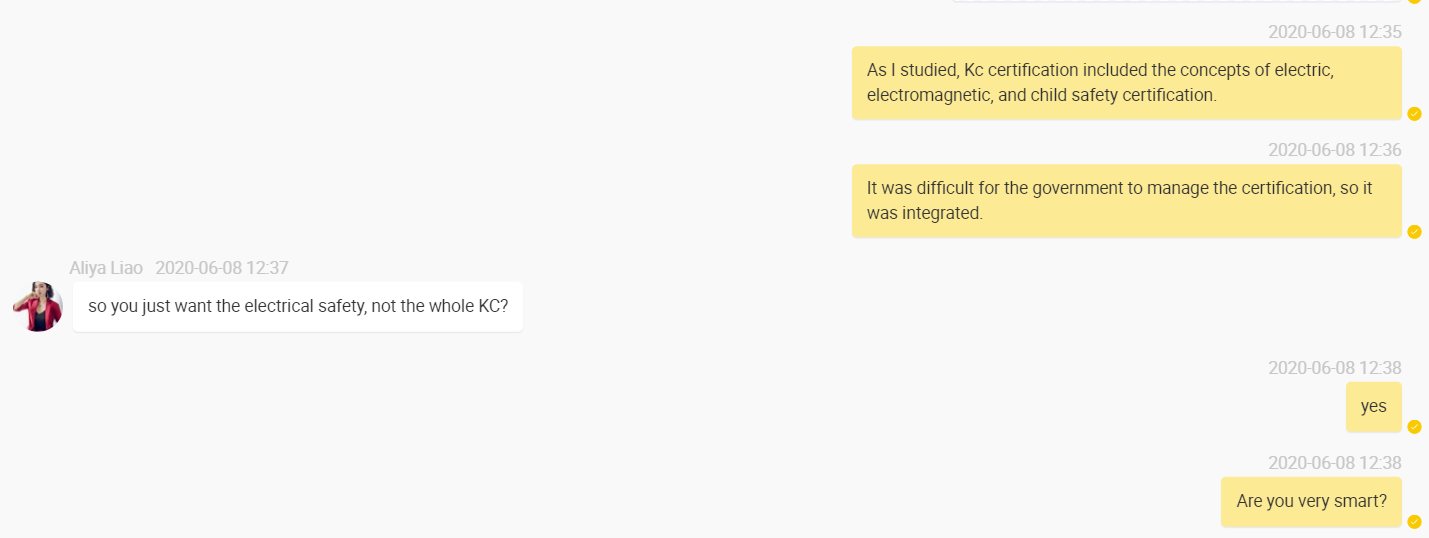 2020-06-08 12:35
As I studied, Kc certification included the concepts of electric,
electromagnetic, and child safety certification.
2020-06-08 12:36
It was difficult for the government to manage the certification, so it
was integrated.
Aliya Liao 2020-06-08 12:37
so you just want the electrical safety, not the whole KC?
2020-06-08 12:38
yes
2020-06-08 12:38
Are you very smart?